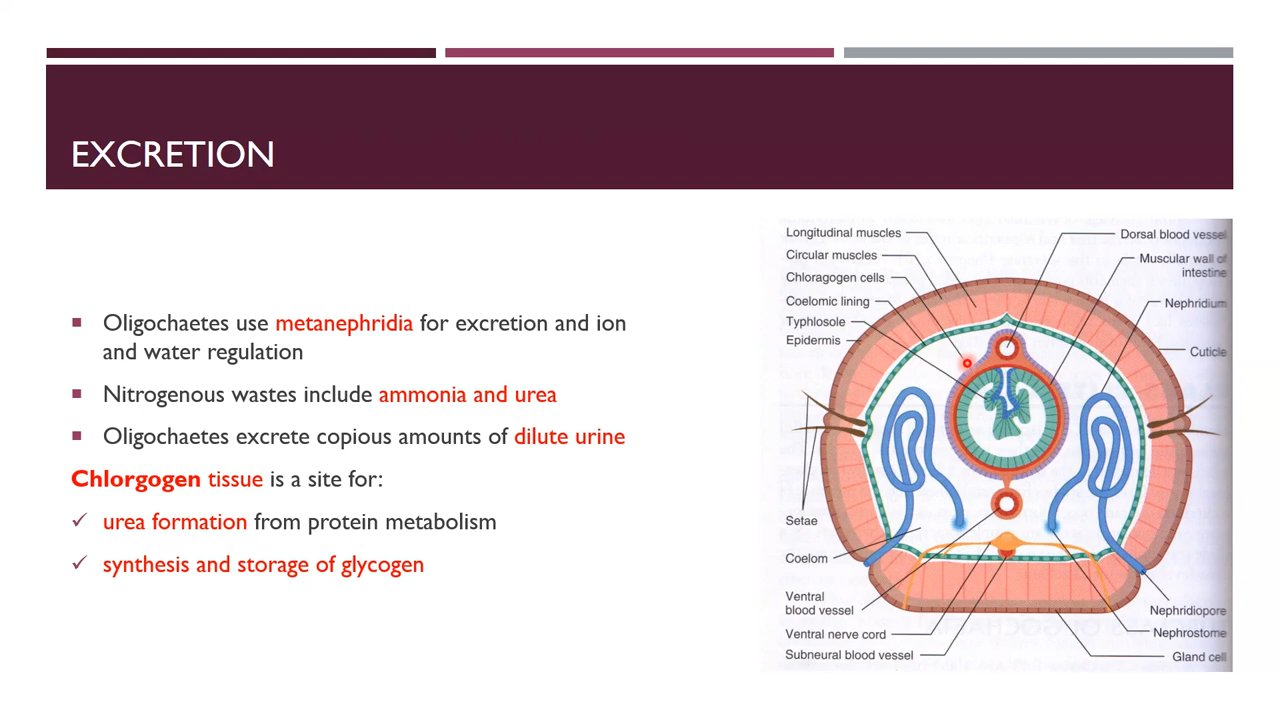 EXCRETION
Oligochaetes use metanephridia for excretion and ion
and water regulation
Nitrogenous wastes include ammonia and urea
Oligochaetes excrete copious amounts of dilute urine
Chlorgogen tissue is a site for:
urea formation from protein metabolism
synthesis and storage of glycogen
Longitudinal muscles
Circular muscles
Chloragogen cells
Coelomic lining
Typhlosole
Epidermis
Setae
Coelom
Ventral
blood vessel
Ventral nerve cord
Subneural blood vessel
Dorsal blood vessel
Muscular wall of
intestine
Nephridium
Cuticle
Nephridiopore
Nephrostome
Gland cell